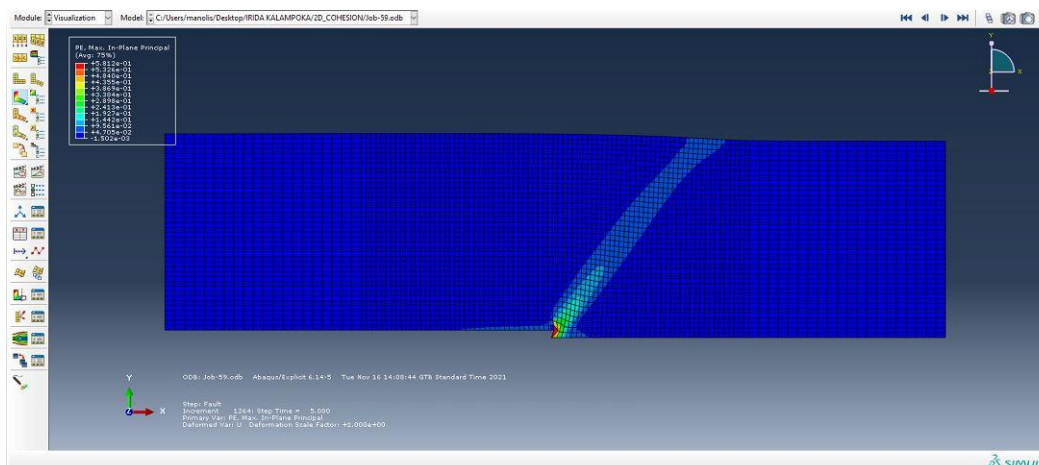 Module: Visualization Model: C:/Users/manolis/Desktop/IRIDA KALAMPOKA/2D_COHESION/Job-59.odb
PE, Max. In-Plane Principal
(Avg: 75%)
+5.812e-01
+5.326e-01
+4.840e-01
+4.355e-01
+3.869e-01
+3.384e-01
+2.898e-01
+2.413e-01
+1.927e-01
+1.442e-01
+9.561e-02
+4.705e-02
-1.502e-03
Y
X
Y
Z X
ODB: Job-59.odb Abaqus/Explicit 6.14-5 Tue Nov 16 14:08:44 GTB Standard Time 2021
Step: Fault
Increment 1364: Step Time = 5.000
Primary Var: PE, Max. In-Plane Principal
Deformed Var: U Deformation Scale Factor: +1.000e+00